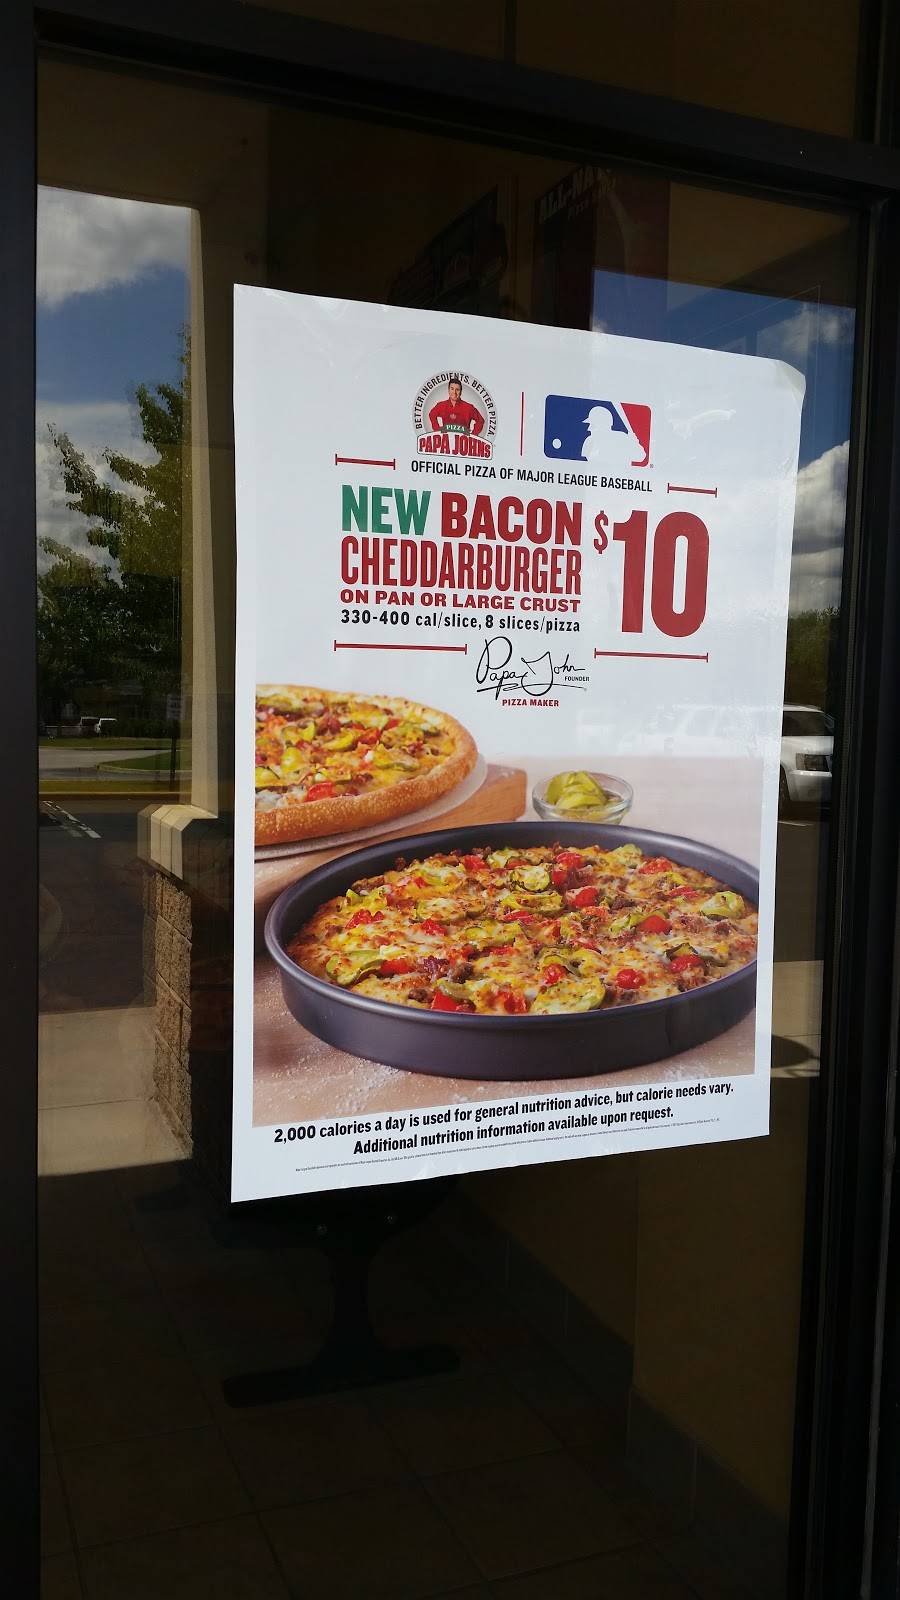 ALL-NA
BETTER INGREDIENTS. BETTER PIZZA
PIZZA
PAPA JOHNS
OFFICIAL PIZZA OF MAJOR LEAGUE BASEBALL
NEW BACON
CHEDDARBURGER
$10
ON PAN OR LARGE CRUST
330-400 cal/slice, 8 slices/pizza
Papa John
FOUNDER
PIZZA MAKER
2,000 calories a day is used for general nutrition advice, but calorie needs vary.
Additional nutrition information available upon request.